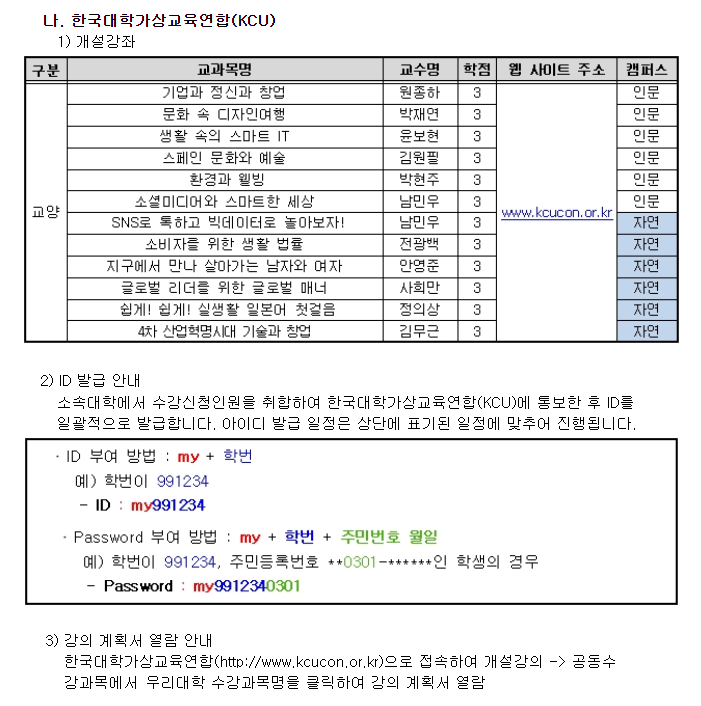 나. 한국대학가상교육연합(KCU)
1) 개설강좌
구분 교과목명 교수명 학점 웹 사이트 주소 캠퍼스
교양
기업과 정신과 창업 원종하 3 인문
문화 속 디자인여행 박재연 3 인문
생활 속의 스마트 IT 윤보현 3 인문
스페인 문화와 예술 김원필 3 인문
환경과 웰빙 박현주 3 인문
소셜미디어와 스마트한 세상 남민우 3 인문
www.kcucon.or.kr
SNS로 톡하고 빅데이터로 놀아보자! 남민우 3 자연
소비자를 위한 생활 법률 전광백 3 자연
지구에서 만나 살아가는 남자와 여자 안영준 3 자연
글로벌 리더를 위한 글로벌 매너 사희만 3 자연
쉽게! 쉽게! 실생활 일본어 첫걸음 정의상 3 자연
4차 산업혁명시대 기술과 창업 김무근 3 자연
2) ID 발급 안내
소속대학에서 수강신청인원을 취합하여 한국대학가상교육연합(KCU)에 통보한 후 ID를
일괄적으로 발급합니다. 아이디 발급 일정은 상단에 표기된 일정에 맞추어 진행됩니다.
· ID 부여 방법 : my + 학번
예) 학번이 991234
- ID : my991234
· Password 부여 방법 : my + 학번 + 주민번호 월일
예) 학번이 991234, 주민등록번호 **0301-******인 학생의 경우
- Password : my9912340301
3) 강의 계획서 열람 안내
한국대학가상교육연합(http://www.kcucon.or.kr)으로 접속하여 개설강의 -> 공동수
강과목에서 우리대학 수강과목명을 클릭하여 강의 계획서 열람